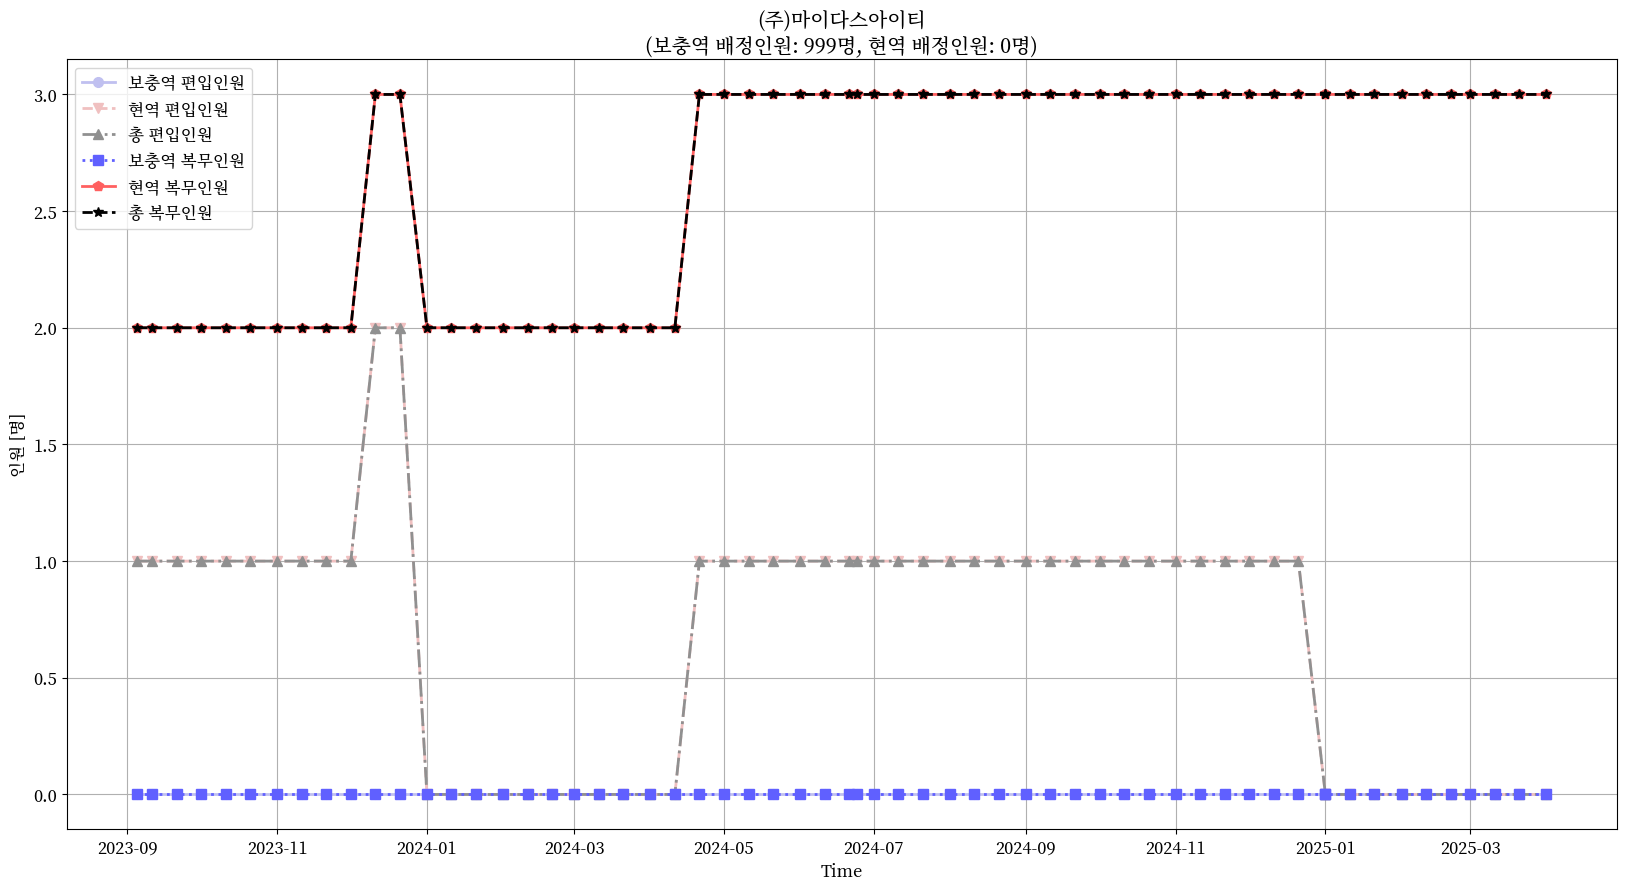 (주)마이다스아이티
(보충역 배정인원: 999명, 현역 배정인원: 0명)
보충역 편입인원
현역 편입인원
총 편입인원
보충역 복무인원
현역 복무인원
총 복무인원
인원 [명]
3.0
2.5
2.0
1.5
1.0
0.5
0.0
2023-09 2023-11 2024-01 2024-03 2024-05 2024-07 2024-09 2024-11 2025-01 2025-03
Time